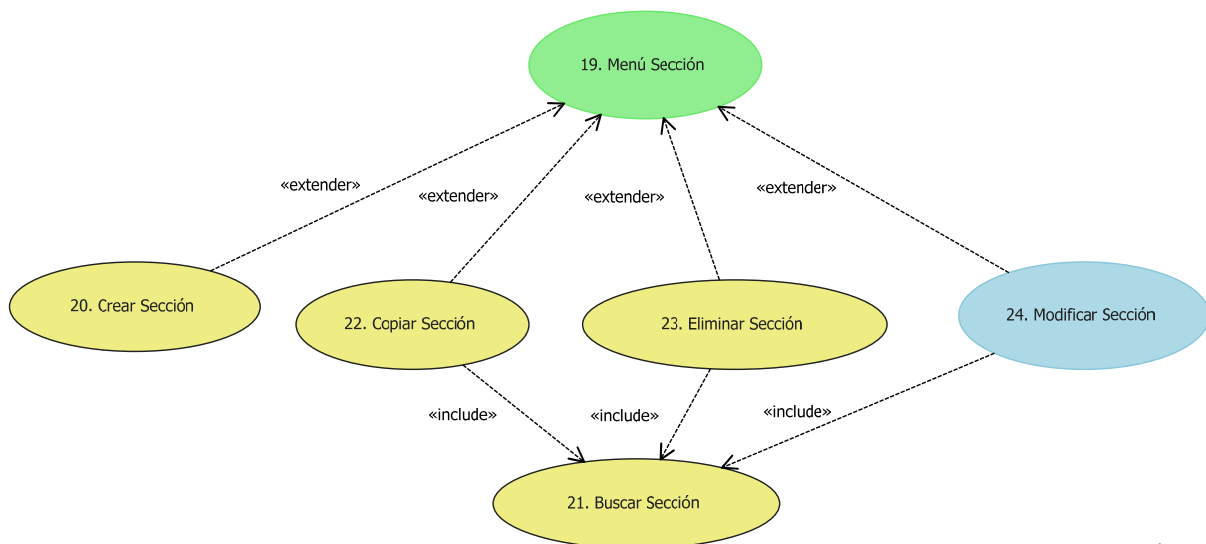 19. Menú Sección
«extender»
«extender»
«extender»
«extender»
20. Crear Sección
22. Copiar Sección
23. Eliminar Sección
24. Modificar Sección
«include»
«include»
«include»
21. Buscar Sección